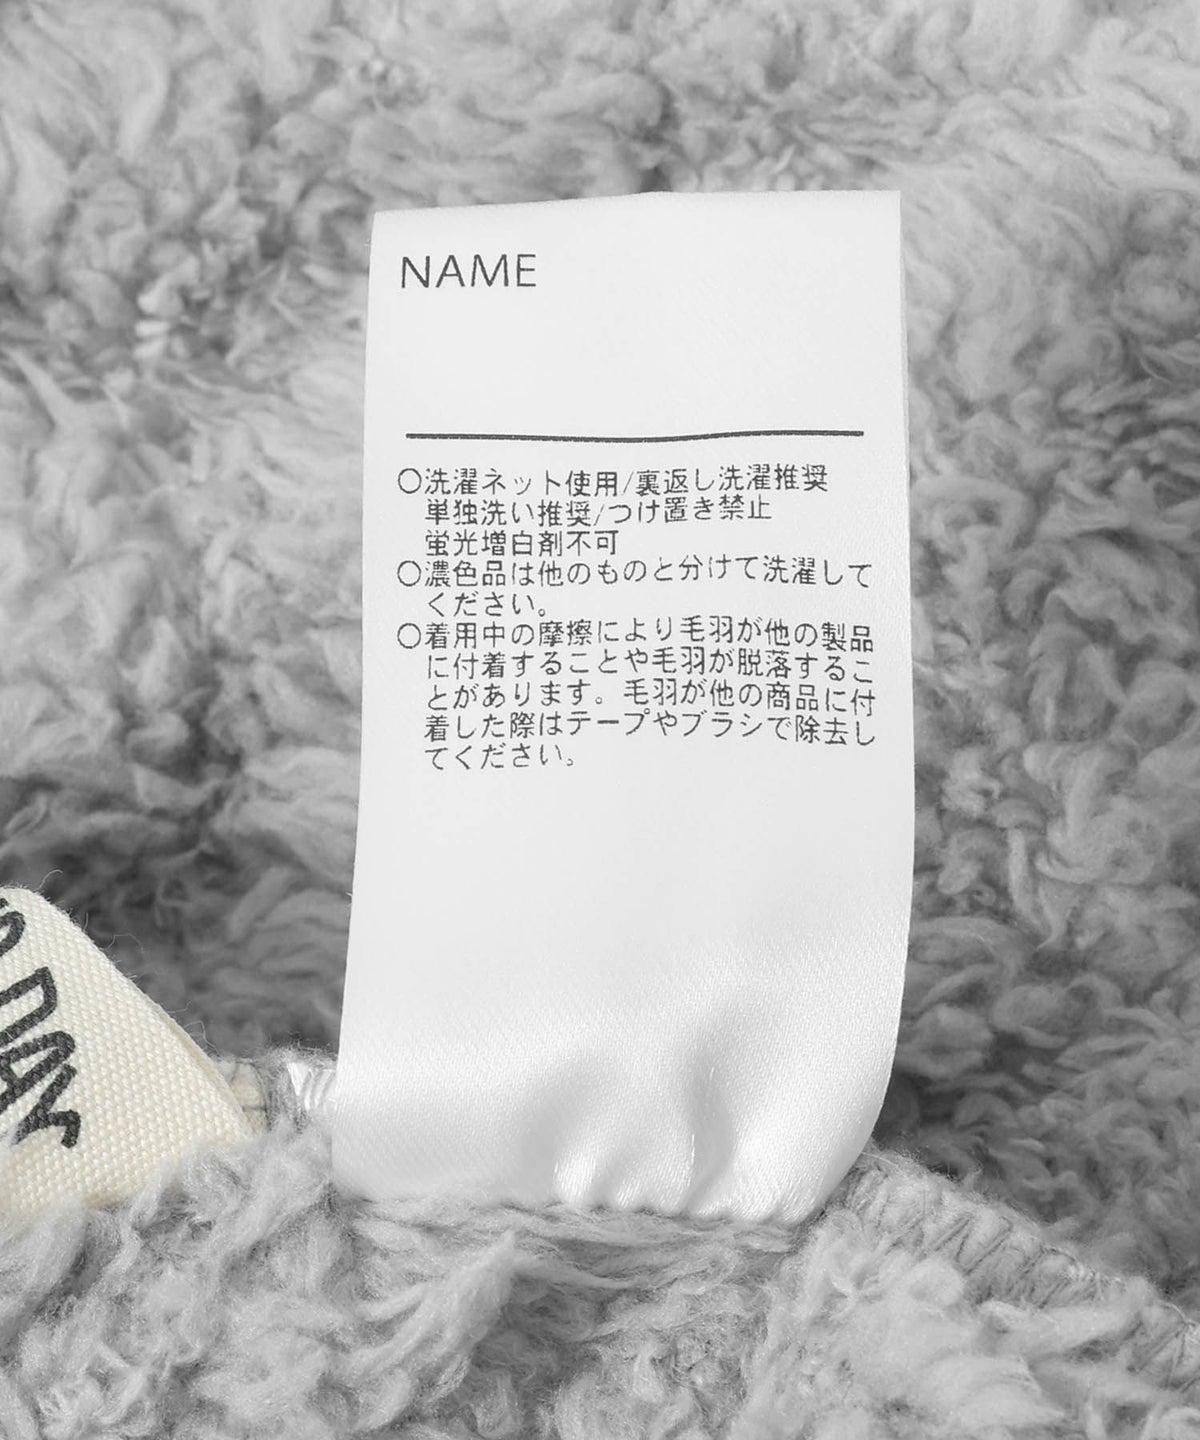 NAME
○洗濯ネット使用/裏返し洗濯推奨
単独洗い推奨/つけ置き禁止
蛍光増白剤不可
○濃色品は他のものと分けて洗濯して
ください。
○着用中の摩擦により毛羽が他の製品
に付着することや毛羽が脱落するこ
とがあります。毛羽が他の商品に付
着した際はテープやブラシで除去し
てください。
DAY